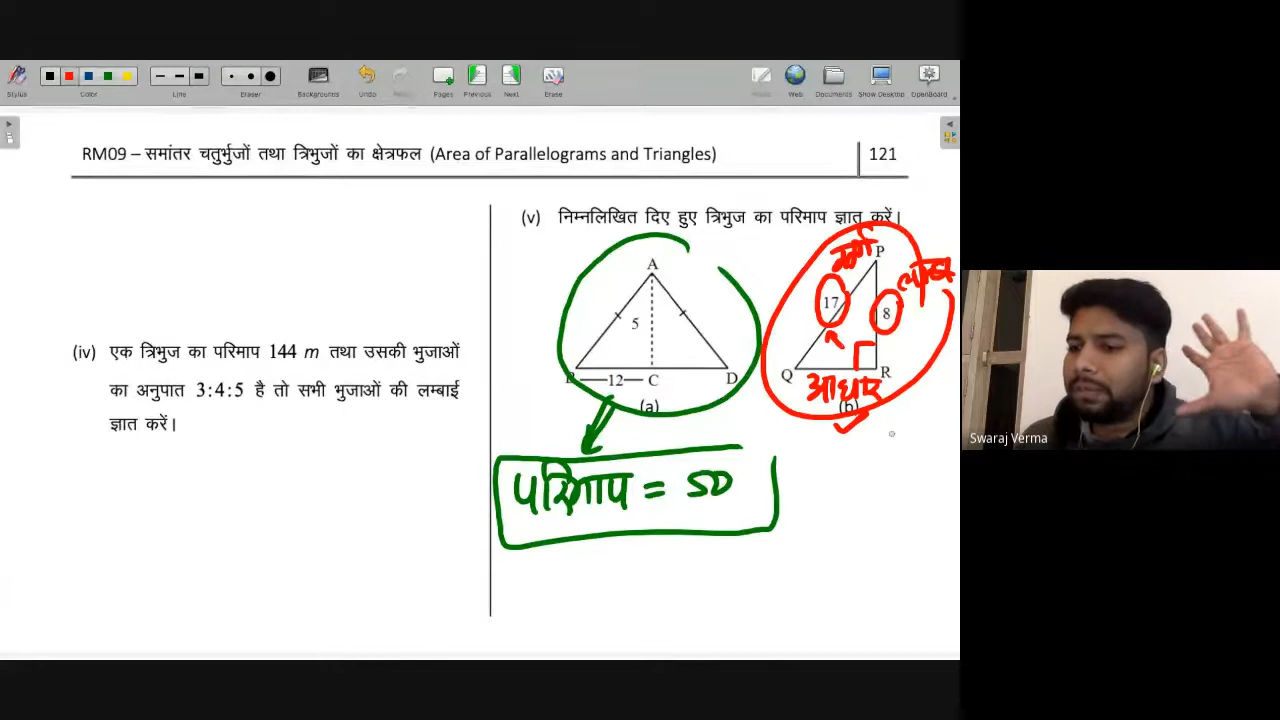 Stylus Color Line Eraser Backgrounds Undo Pages Previous Next Erase Web Documents Show Desktop OpenBoard
RM09 – समांतर चतुर्भुजों तथा त्रिभुजों का क्षेत्रफल (Area of Parallelograms and Triangles) 121
(iv) एक त्रिभुज का परिमाप 144 m तथा उसकी भुजाओं
का अनुपात 3:4:5 है तो सभी भुजाओं की लम्बाई
ज्ञात करें।
(v) निम्नलिखित दिए हुए त्रिभुज का परिमाप ज्ञात करें।
A
5
B 12 C D
(a)
कर्ण P
लम्ब
17 8
Q R
आधार
(b)
परिमाप = 50
Swaraj Verma